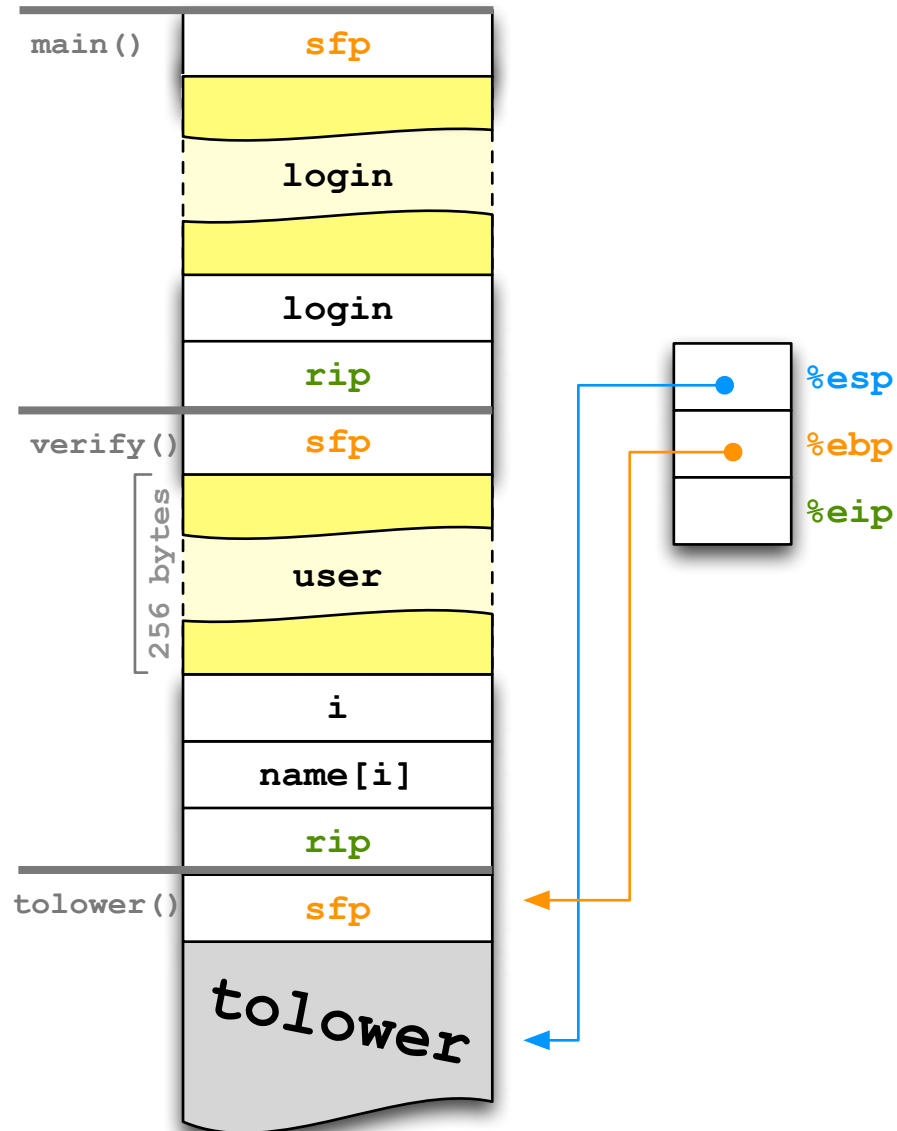 main()
sfp
login
login
rip
%esp
verify()
sfp
%ebp
%eip
256 bytes
user
i
name[i]
rip
tolower()
sfp
tolower